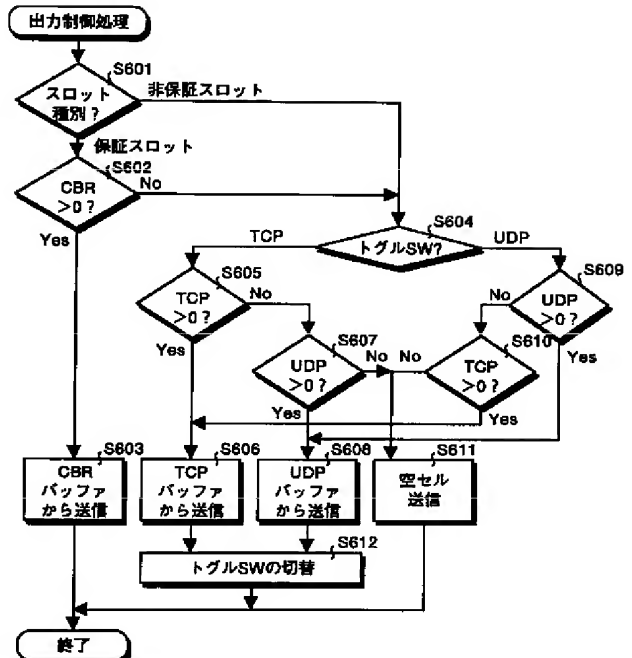 出力制御処理
S601
スロット
種別?
非保証スロット
保証スロット
S602
CBR
>0?
No
Yes
S604
トグルSW?
TCP
UDP
S605
TCP
>0?
No
Yes
S609
UDP
>0?
No
Yes
S607
UDP
>0?
No
Yes
S610
TCP
>0?
No
Yes
S603
CBR
バッファ
から送信
S606
TCP
バッファ
から送信
S608
UDP
バッファ
から送信
S611
空セル
送信
S612
トグルSWの切替
終了